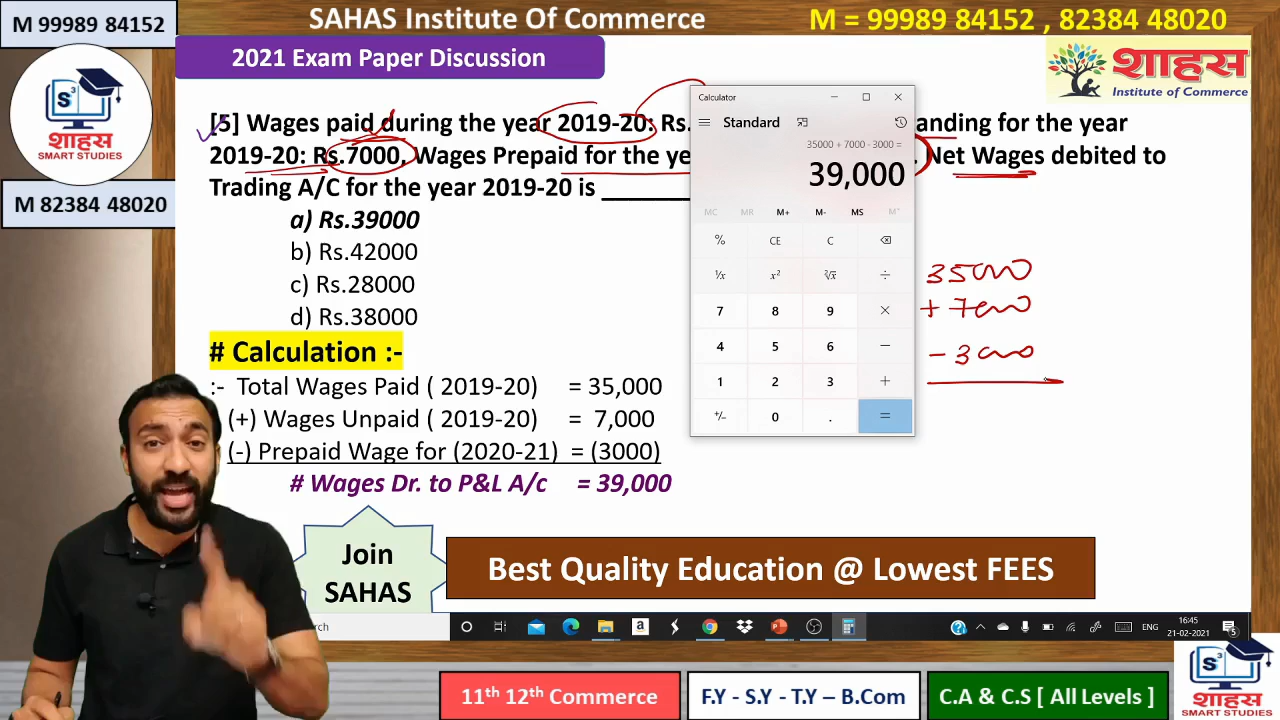 M 99989 84152
SAHAS Institute Of Commerce
M = 99989 84152 , 82384 48020
2021 Exam Paper Discussion
S³
शाहस
SMART STUDIES
M 82384 48020
शाहस
Institute of Commerce
[5] Wages paid during the year 2019-20: Rs. anding for the year
2019-20: Rs.7000, Wages Prepaid for the ye Net Wages debited to
Trading A/C for the year 2019-20 is ________
a) Rs.39000
b) Rs.42000
c) Rs.28000
d) Rs.38000
# Calculation :-
:- Total Wages Paid ( 2019-20) = 35,000
(+) Wages Unpaid ( 2019-20) = 7,000
(-) Prepaid Wage for (2020-21) = (3000)
# Wages Dr. to P&L A/c = 39,000
Calculator
Standard
35000 + 7000 - 3000 =
39,000
MC MR M+ M- MS M˅
% CE C
¹/x x² ²√x ÷
7 8 9 ×
4 5 6 −
1 2 3 +
+/- 0 . =
35000
+ 7000
- 3000
Join
SAHAS
Best Quality Education @ Lowest FEES
rch
a
ENG
16:45
21-02-2021
5
11th 12th Commerce
F.Y - S.Y - T.Y – B.Com
C.A & C.S [ All Levels ]
S³
शाहस
SMART STUDIES